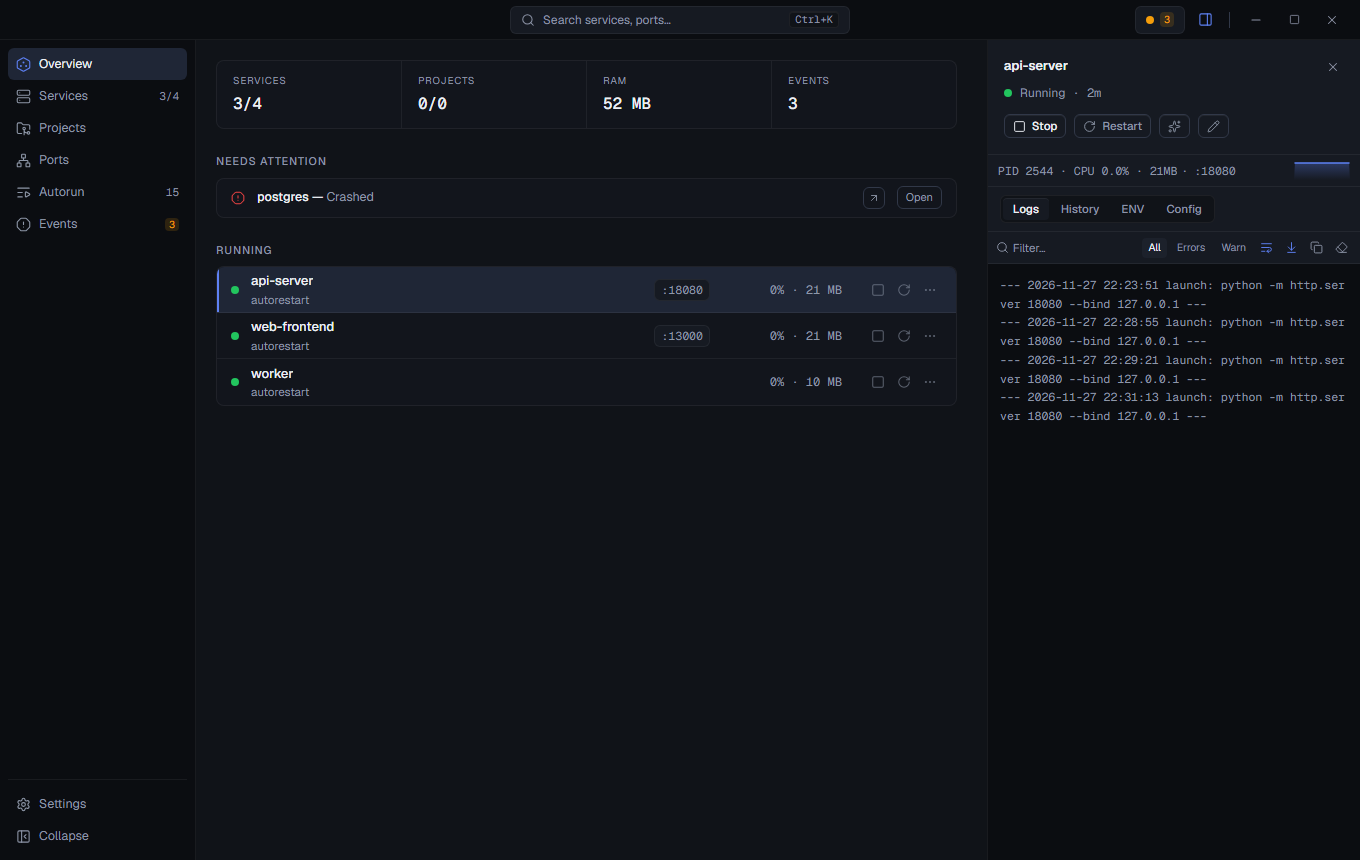 Search services, ports... Ctrl+K
3
Overview
Services 3/4
Projects
Ports
Autorun 15
Events 3
Settings
Collapse
SERVICES PROJECTS RAM EVENTS
3/4 0/0 52 MB 3
NEEDS ATTENTION
postgres — Crashed Open
RUNNING
api-server
autorestart
:18080 0% · 21 MB
web-frontend
autorestart
:13000 0% · 21 MB
worker
autorestart
0% · 10 MB
api-server
Running · 2m
Stop Restart
PID 2544 · CPU 0.0% · 21MB · :18080
Logs History ENV Config
Filter... All Errors Warn
--- 2026-11-27 22:23:51 launch: python -m http.ser
ver 18080 --bind 127.0.0.1 ---
--- 2026-11-27 22:28:55 launch: python -m http.ser
ver 18080 --bind 127.0.0.1 ---
--- 2026-11-27 22:29:21 launch: python -m http.ser
ver 18080 --bind 127.0.0.1 ---
--- 2026-11-27 22:31:13 launch: python -m http.ser
ver 18080 --bind 127.0.0.1 ---